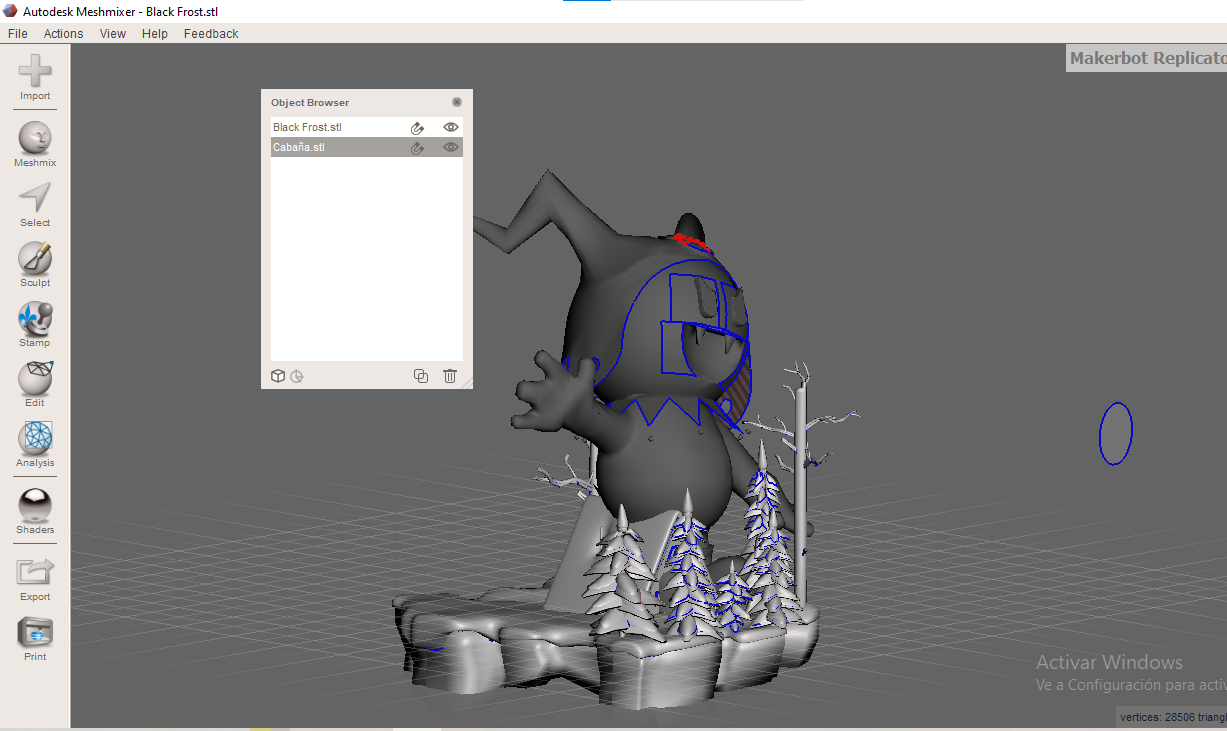 Autodesk Meshmixer - Black Frost.stl
File Actions View Help Feedback
Makerbot Replicato
Import
Meshmix
Select
Sculpt
Stamp
Edit
Analysis
Shaders
Export
Print
Object Browser
Black Frost.stl
Cabaña.stl
Activar Windows
Ve a Configuración para activ
vertices: 28506 triangl